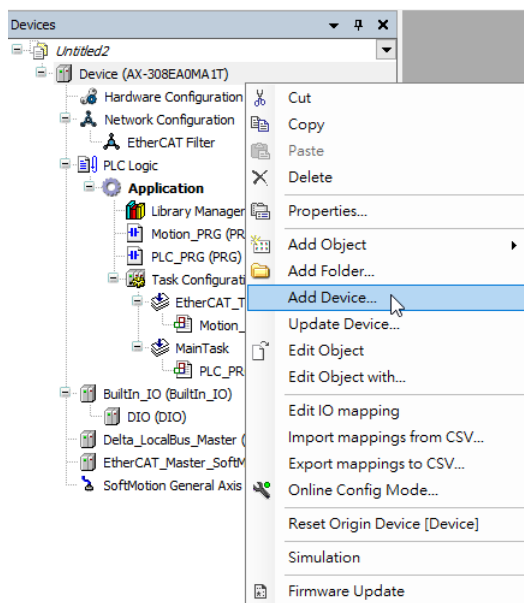 Devices
Untitled2
Device (AX-308EA0MA1T)
Hardware Configuration
Network Configuration
EtherCAT Filter
PLC Logic
Application
Library Manager
Motion_PRG (PR
PLC_PRG (PRG)
Task Configurati
EtherCAT_T
Motion_
MainTask
PLC_PR
BuiltIn_IO (BuiltIn_IO)
DIO (DIO)
Delta_LocalBus_Master (
EtherCAT_Master_SoftM
SoftMotion General Axis
Cut
Copy
Paste
Delete
Properties...
Add Object
Add Folder...
Add Device...
Update Device...
Edit Object
Edit Object with...
Edit IO mapping
Import mappings from CSV...
Export mappings to CSV...
Online Config Mode...
Reset Origin Device [Device]
Simulation
Firmware Update